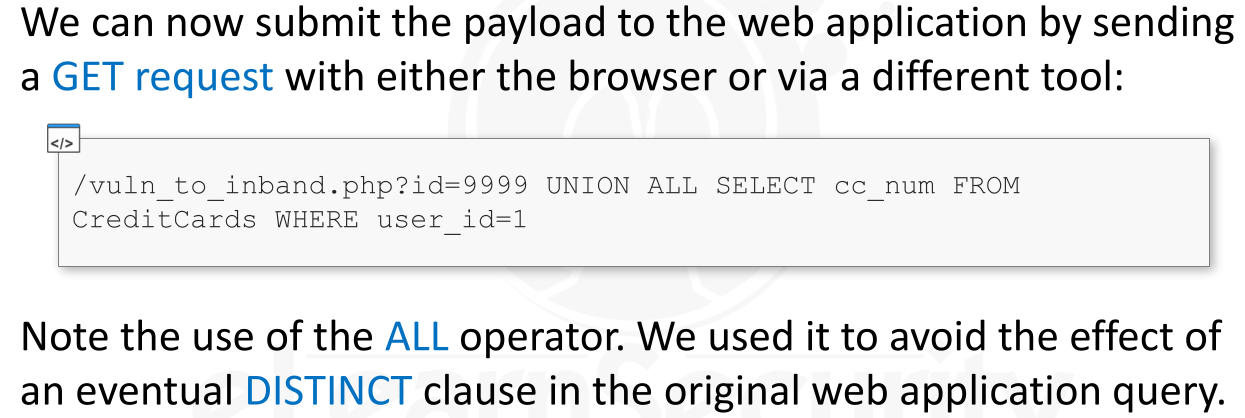 We can now submit the payload to the web application by sending
a GET request with either the browser or via a different tool:
</>
/vuln_to_inband.php?id=9999 UNION ALL SELECT cc_num FROM
CreditCards WHERE user_id=1
Note the use of the ALL operator. We used it to avoid the effect of
an eventual DISTINCT clause in the original web application query.